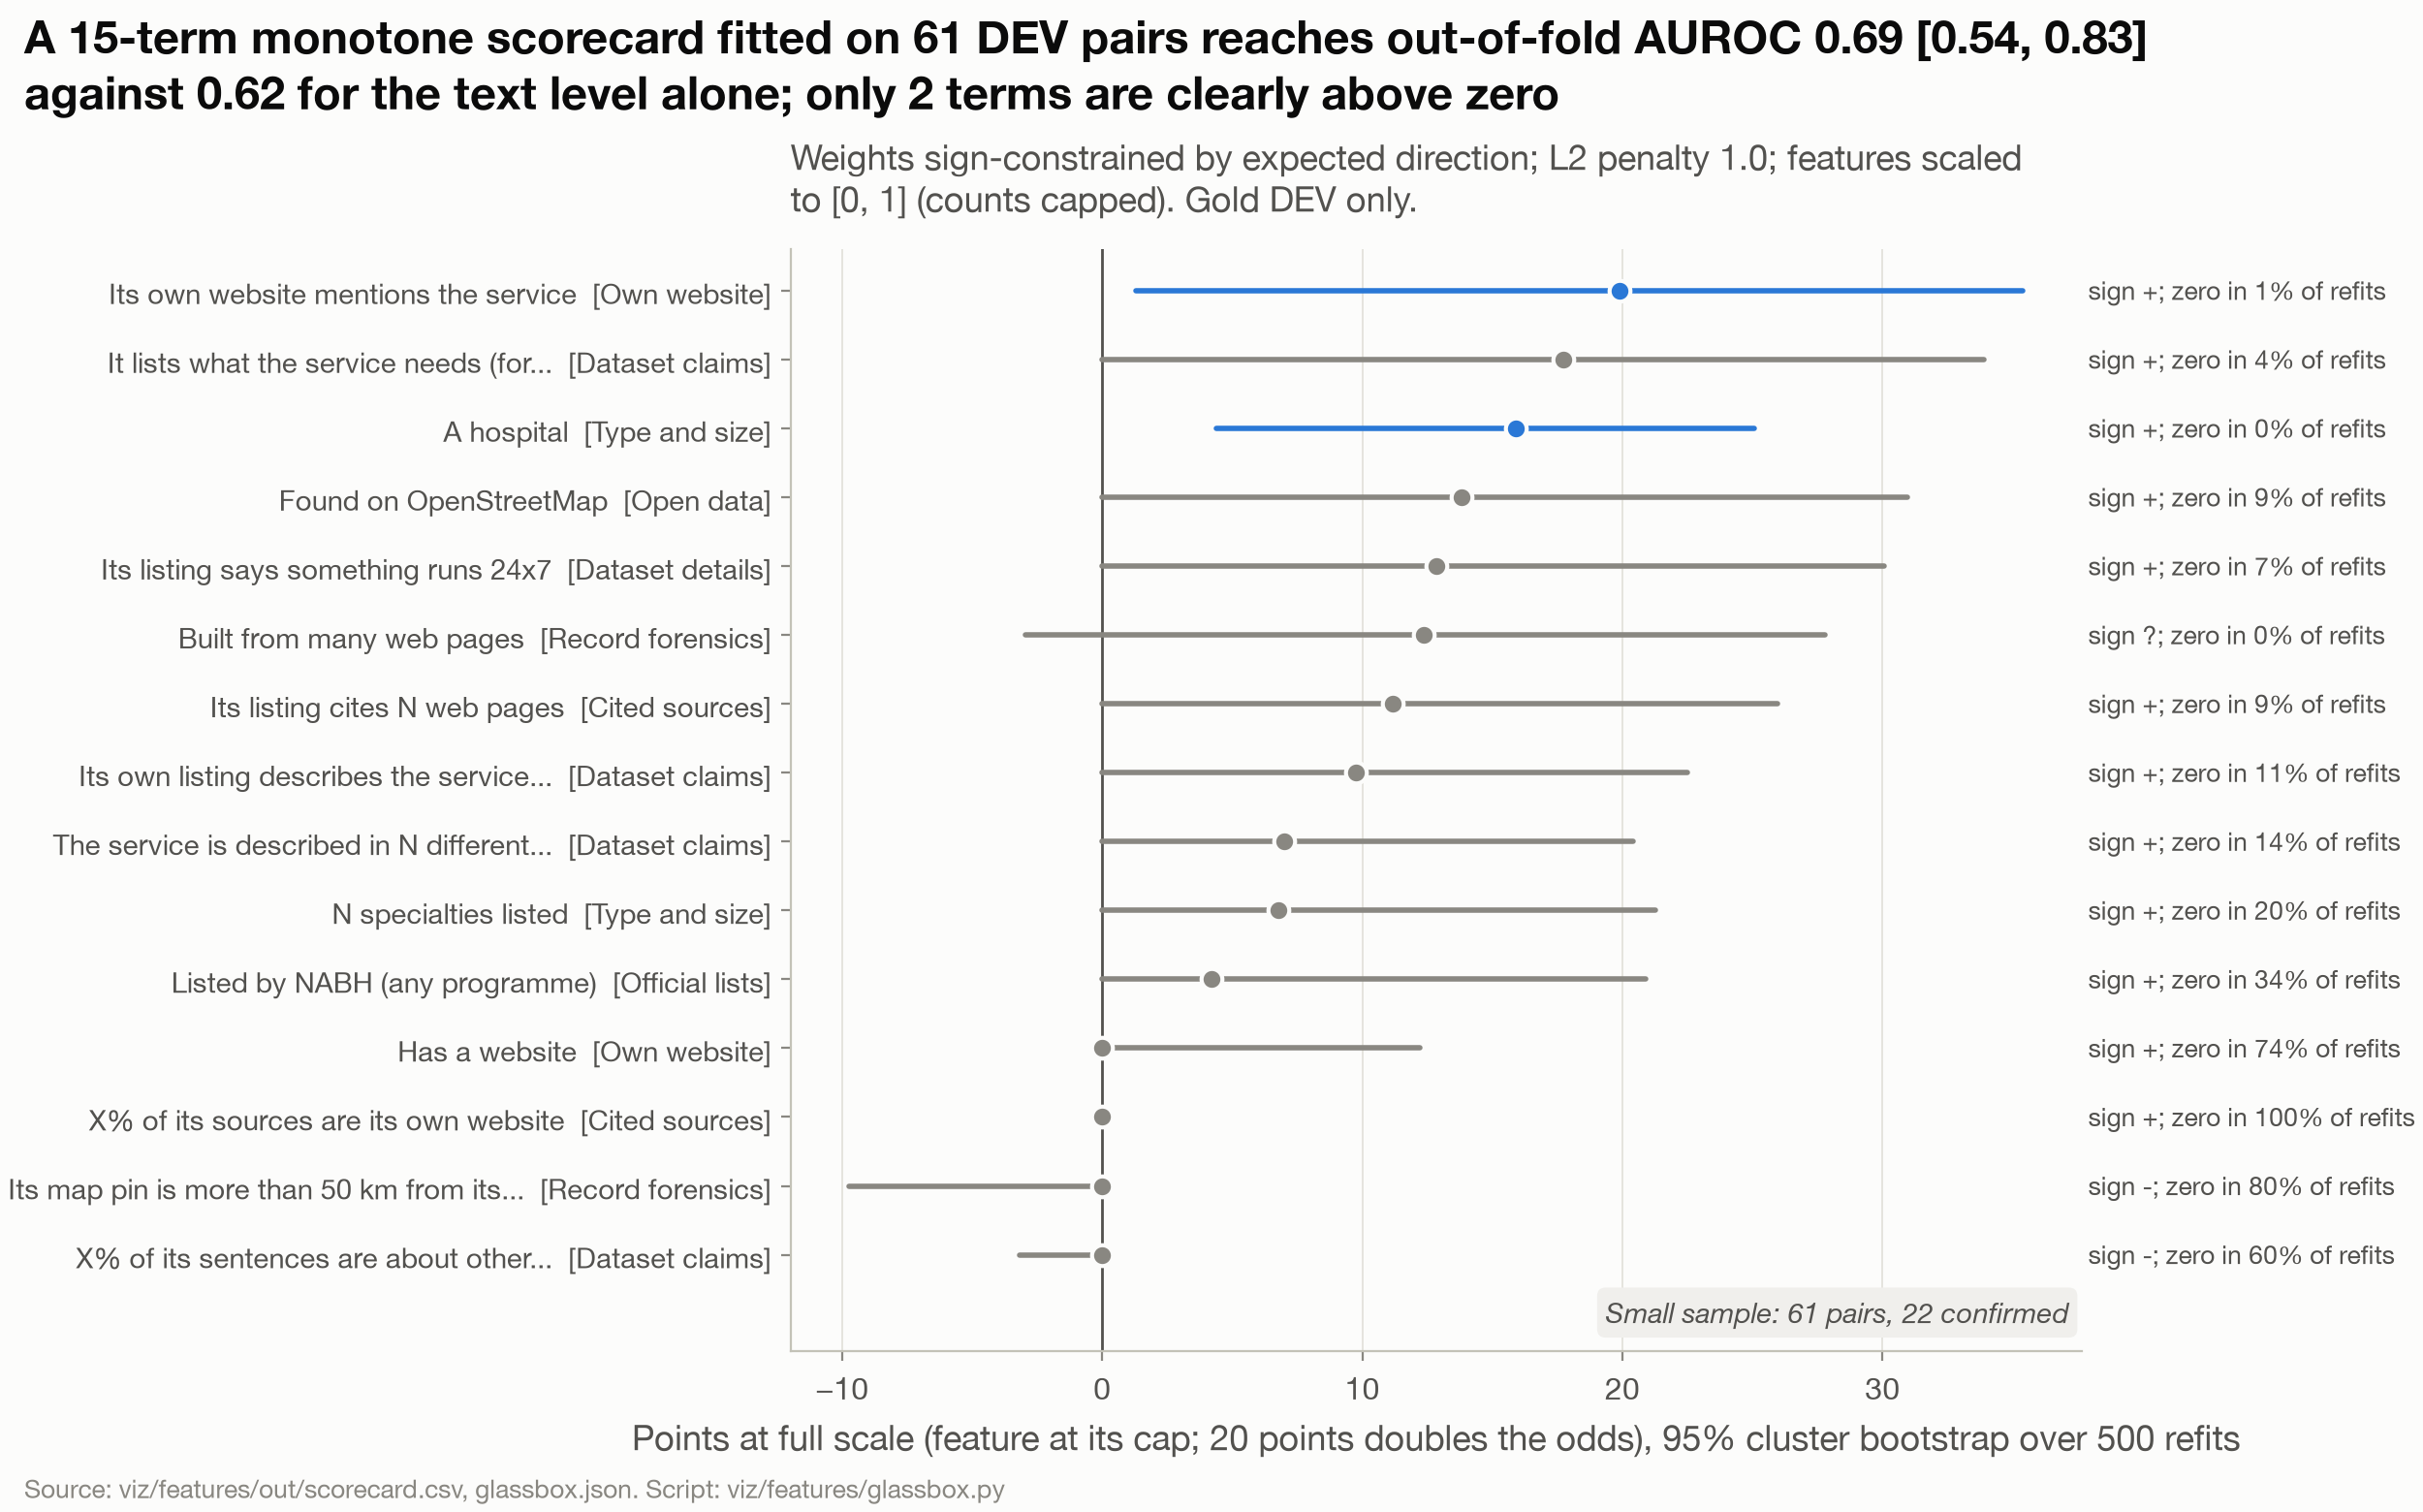 A 15-term monotone scorecard fitted on 61 DEV pairs reaches out-of-fold AUROC 0.69 [0.54, 0.83]
against 0.62 for the text level alone; only 2 terms are clearly above zero
Weights sign-constrained by expected direction; L2 penalty 1.0; features scaled
to [0, 1] (counts capped). Gold DEV only.
Its own website mentions the service [Own website] sign +; zero in 1% of refits
It lists what the service needs (for... [Dataset claims] sign +; zero in 4% of refits
A hospital [Type and size] sign +; zero in 0% of refits
Found on OpenStreetMap [Open data] sign +; zero in 9% of refits
Its listing says something runs 24x7 [Dataset details] sign +; zero in 7% of refits
Built from many web pages [Record forensics] sign ?; zero in 0% of refits
Its listing cites N web pages [Cited sources] sign +; zero in 9% of refits
Its own listing describes the service... [Dataset claims] sign +; zero in 11% of refits
The service is described in N different... [Dataset claims] sign +; zero in 14% of refits
N specialties listed [Type and size] sign +; zero in 20% of refits
Listed by NABH (any programme) [Official lists] sign +; zero in 34% of refits
Has a website [Own website] sign +; zero in 74% of refits
X% of its sources are its own website [Cited sources] sign +; zero in 100% of refits
Its map pin is more than 50 km from its... [Record forensics] sign -; zero in 80% of refits
X% of its sentences are about other... [Dataset claims] sign -; zero in 60% of refits
Small sample: 61 pairs, 22 confirmed
−10 0 10 20 30
Points at full scale (feature at its cap; 20 points doubles the odds), 95% cluster bootstrap over 500 refits
Source: viz/features/out/scorecard.csv, glassbox.json. Script: viz/features/glassbox.py